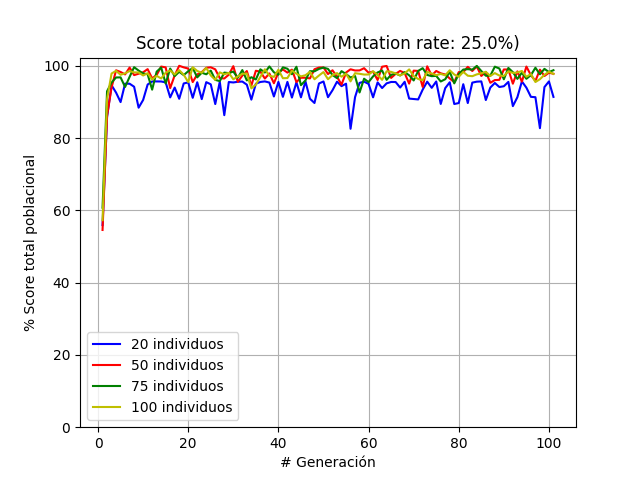 Score total poblacional (Mutation rate: 25.0%)
100
80
60
40
20
0
% Score total poblacional
20 individuos
50 individuos
75 individuos
100 individuos
0 20 40 60 80 100
# Generación